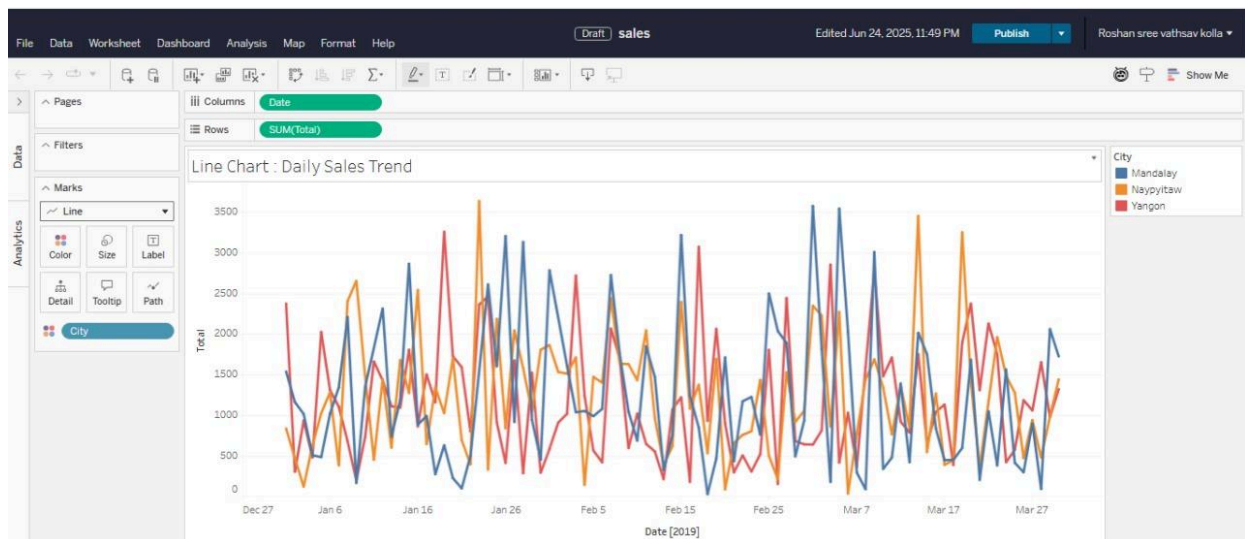 Draft sales
Edited Jun 24, 2025, 11:49 PM
Publish
Roshan sree vathsav kolla
File Data Worksheet Dashboard Analysis Map Format Help
Show Me
Pages
iii Columns
Date
Rows
SUM(Total)
Data
Analytics
Filters
Marks
Line
Color
Size
Label
Detail
Tooltip
Path
City
Line Chart : Daily Sales Trend
Total
3500
3000
2500
2000
1500
1000
500
0
Dec 27
Jan 6
Jan 16
Jan 26
Feb 5
Feb 15
Feb 25
Mar 7
Mar 17
Mar 27
Date [2019]
City
Mandalay
Naypyitaw
Yangon